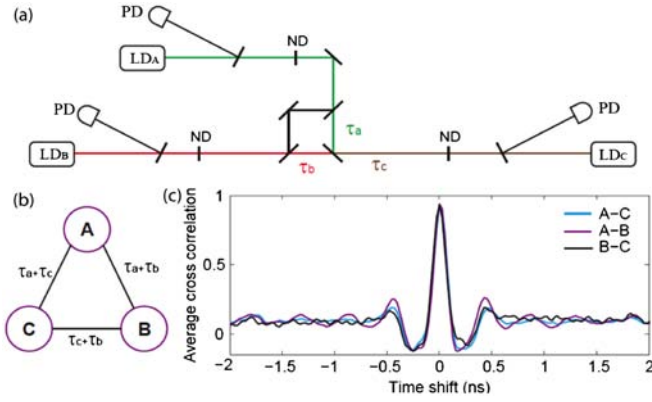 (a)
PD
LDA
ND
PD
ND
PD
LDB
ND
τa
τb
τc
LDC
(b)
A
τa+τc
τa+τb
C
B
τc+τb
(c)
Average cross correlation
1
0.5
0
A−C
A−B
B−C
−2 −1.5 −1 −0.5 0 0.5 1 1.5 2
Time shift (ns)